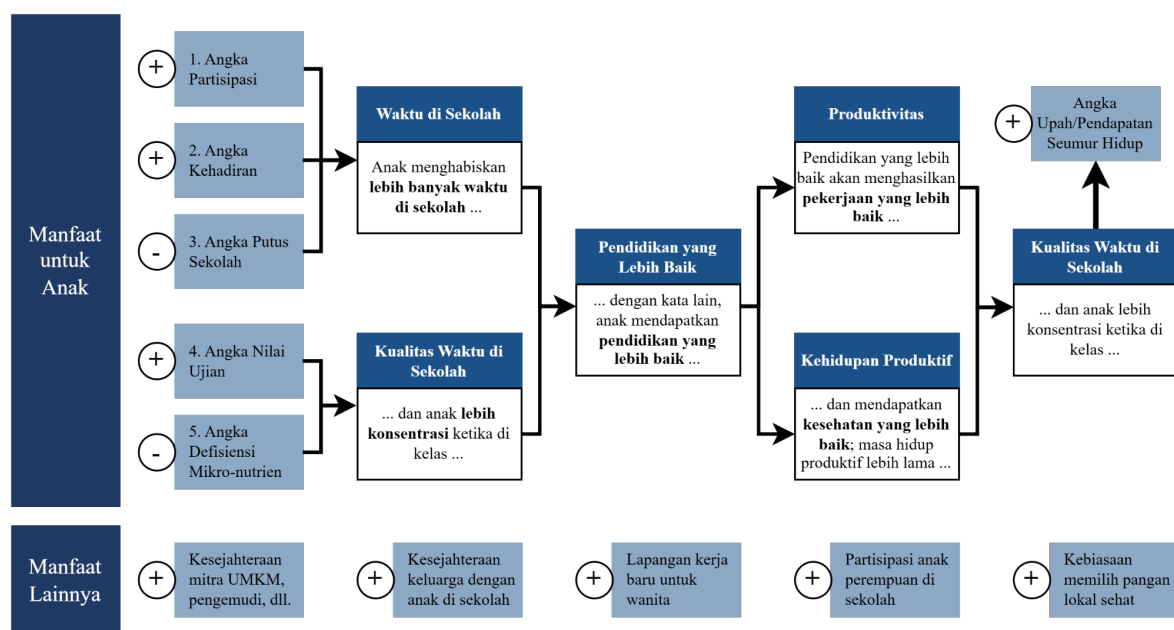 Manfaat
untuk
Anak
+
1. Angka
Partisipasi
+
2. Angka
Kehadiran
-
3. Angka Putus
Sekolah
+
4. Angka Nilai
Ujian
-
5. Angka
Defisiensi
Mikro-nutrien
Waktu di Sekolah
Anak menghabiskan
lebih banyak waktu
di sekolah ...
Kualitas Waktu di
Sekolah
... dan anak lebih
konsentrasi ketika di
kelas ...
Pendidikan yang
Lebih Baik
... dengan kata lain,
anak mendapatkan
pendidikan yang
lebih baik ...
Produktivitas
Pendidikan yang lebih
baik akan menghasilkan
pekerjaan yang lebih
baik ...
Kehidupan Produktif
... dan mendapatkan
kesehatan yang lebih
baik; masa hidup
produktif lebih lama ...
+
Angka
Upah/Pendapatan
Seumur Hidup
Kualitas Waktu di
Sekolah
... dan anak lebih
konsentrasi ketika di
kelas ...
Manfaat
Lainnya
+
Kesejahteraan
mitra UMKM,
pengemudi, dll.
+
Kesejahteraan
keluarga dengan
anak di sekolah
+
Lapangan kerja
baru untuk
wanita
+
Partisipasi anak
perempuan di
sekolah
+
Kebiasaan
memilih pangan
lokal sehat